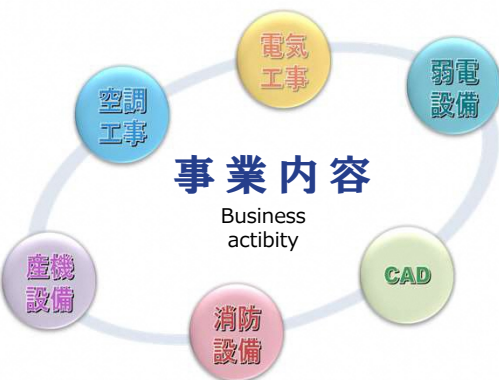 電気
工事
弱電
設備
空調
工事
事業内容
Business
actibity
産機
設備
CAD
消防
設備